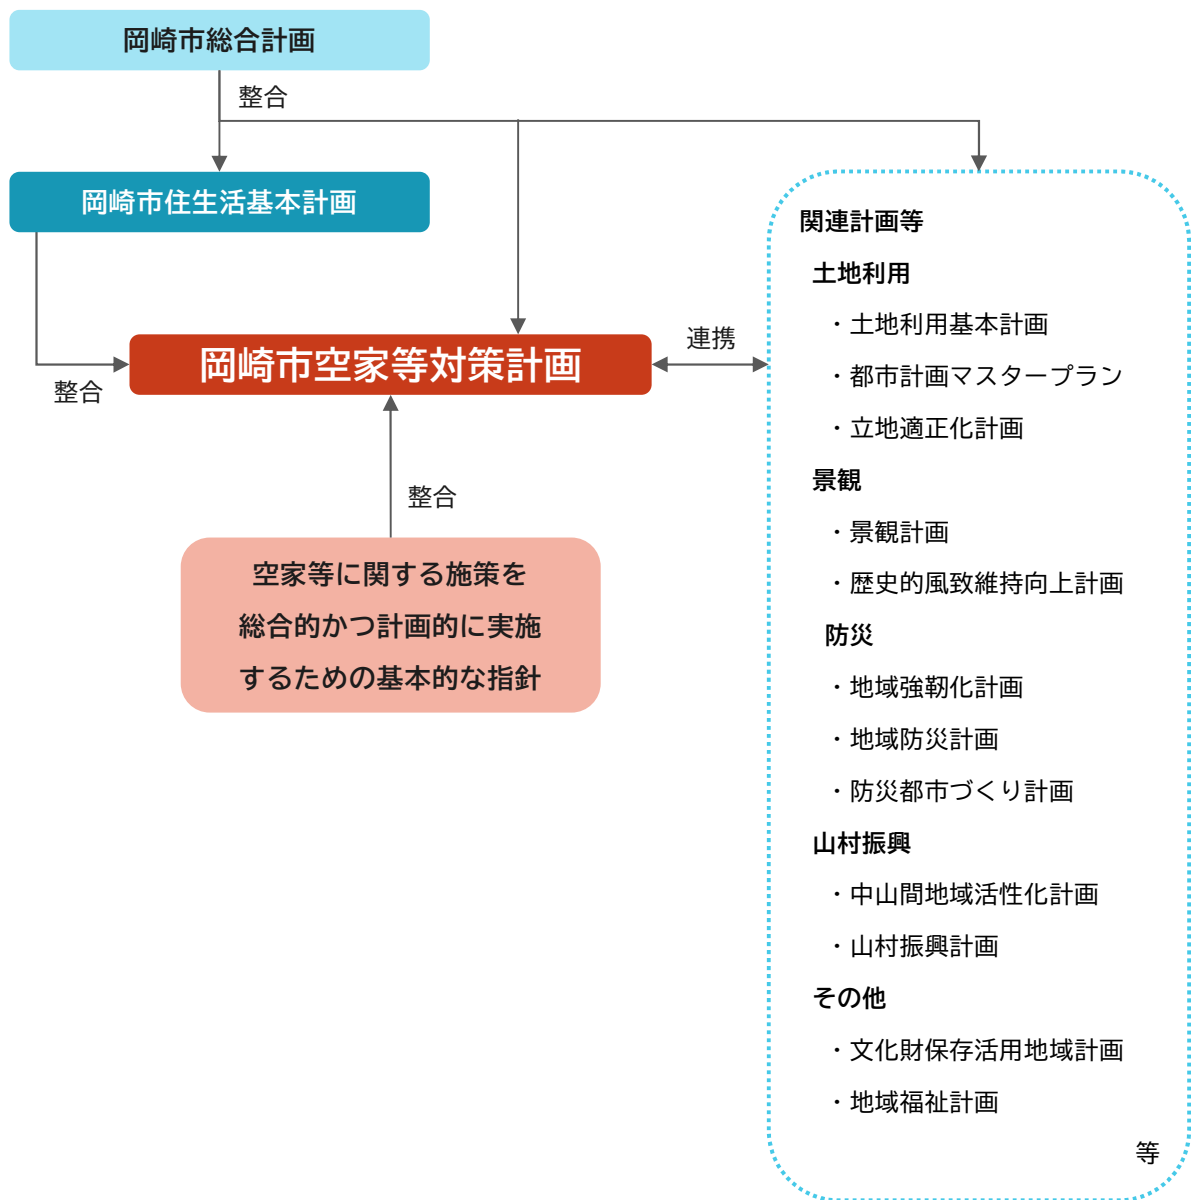 岡崎市総合計画
整合
岡崎市住生活基本計画
整合
岡崎市空家等対策計画
連携
整合
空家等に関する施策を
総合的かつ計画的に実施
するための基本的な指針
関連計画等
土地利用
・土地利用基本計画
・都市計画マスタープラン
・立地適正化計画
景観
・景観計画
・歴史的風致維持向上計画
防災
・地域強靭化計画
・地域防災計画
・防災都市づくり計画
山村振興
・中山間地域活性化計画
・山村振興計画
その他
・文化財保存活用地域計画
・地域福祉計画
等